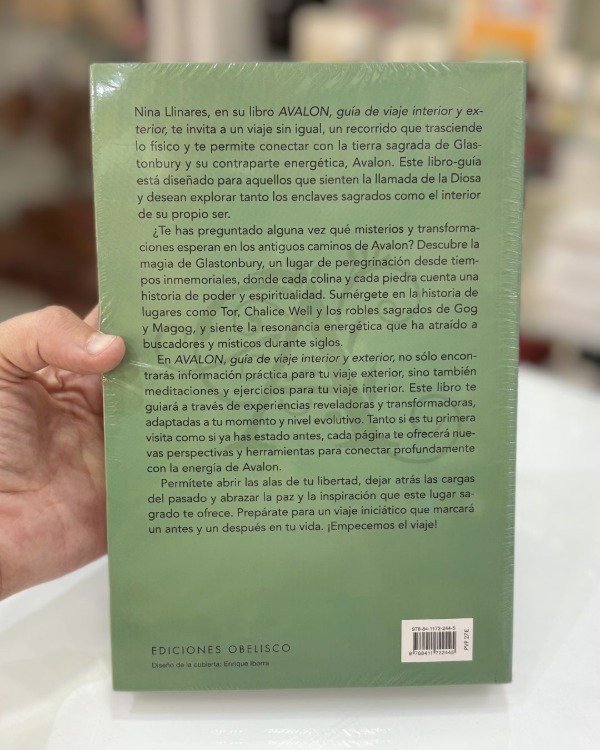 Nina Llinares, en su libro AVALON, guía de viaje interior y ex-
terior, te invita a un viaje sin igual, un recorrido que trasciende
lo físico y te permite conectar con la tierra sagrada de Glas-
tonbury y su contraparte energética, Avalon. Este libro-guía
está diseñado para aquellos que sienten la llamada de la Diosa
y desean explorar tanto los enclaves sagrados como el interior
de su propio ser.
¿Te has preguntado alguna vez qué misterios y transforma-
ciones esperan en los antiguos caminos de Avalon? Descubre la
magia de Glastonbury, un lugar de peregrinación desde tiem-
pos inmemoriales, donde cada colina y cada piedra cuenta una
historia de poder y espiritualidad. Sumérgete en la historia de
lugares como Tor, Chalice Well y los robles sagrados de Gog
y Magog, y siente la resonancia energética que ha atraído a
buscadores y místicos durante siglos.
En AVALON, guía de viaje interior y exterior, no sólo encon-
trarás información práctica para tu viaje exterior, sino también
meditaciones y ejercicios para tu viaje interior. Este libro te
guiará a través de experiencias reveladoras y transformadoras,
adaptadas a tu momento y nivel evolutivo. Tanto si es tu primera
visita como si ya has estado antes, cada página te ofrecerá nue-
vas perspectivas y herramientas para conectar profundamente
con la energía de Avalon.
Permítete abrir las alas de tu libertad, dejar atrás las cargas
del pasado y abrazar la paz y la inspiración que este lugar sa-
grado te ofrece. Prepárate para un viaje iniciático que marcará
un antes y un después en tu vida. ¡Empecemos el viaje!
EDICIONES OBELISCO
Diseño de la cubierta: Enrique Iborra
978-84-1172-244-5
9 788411 722445
PVP 27€